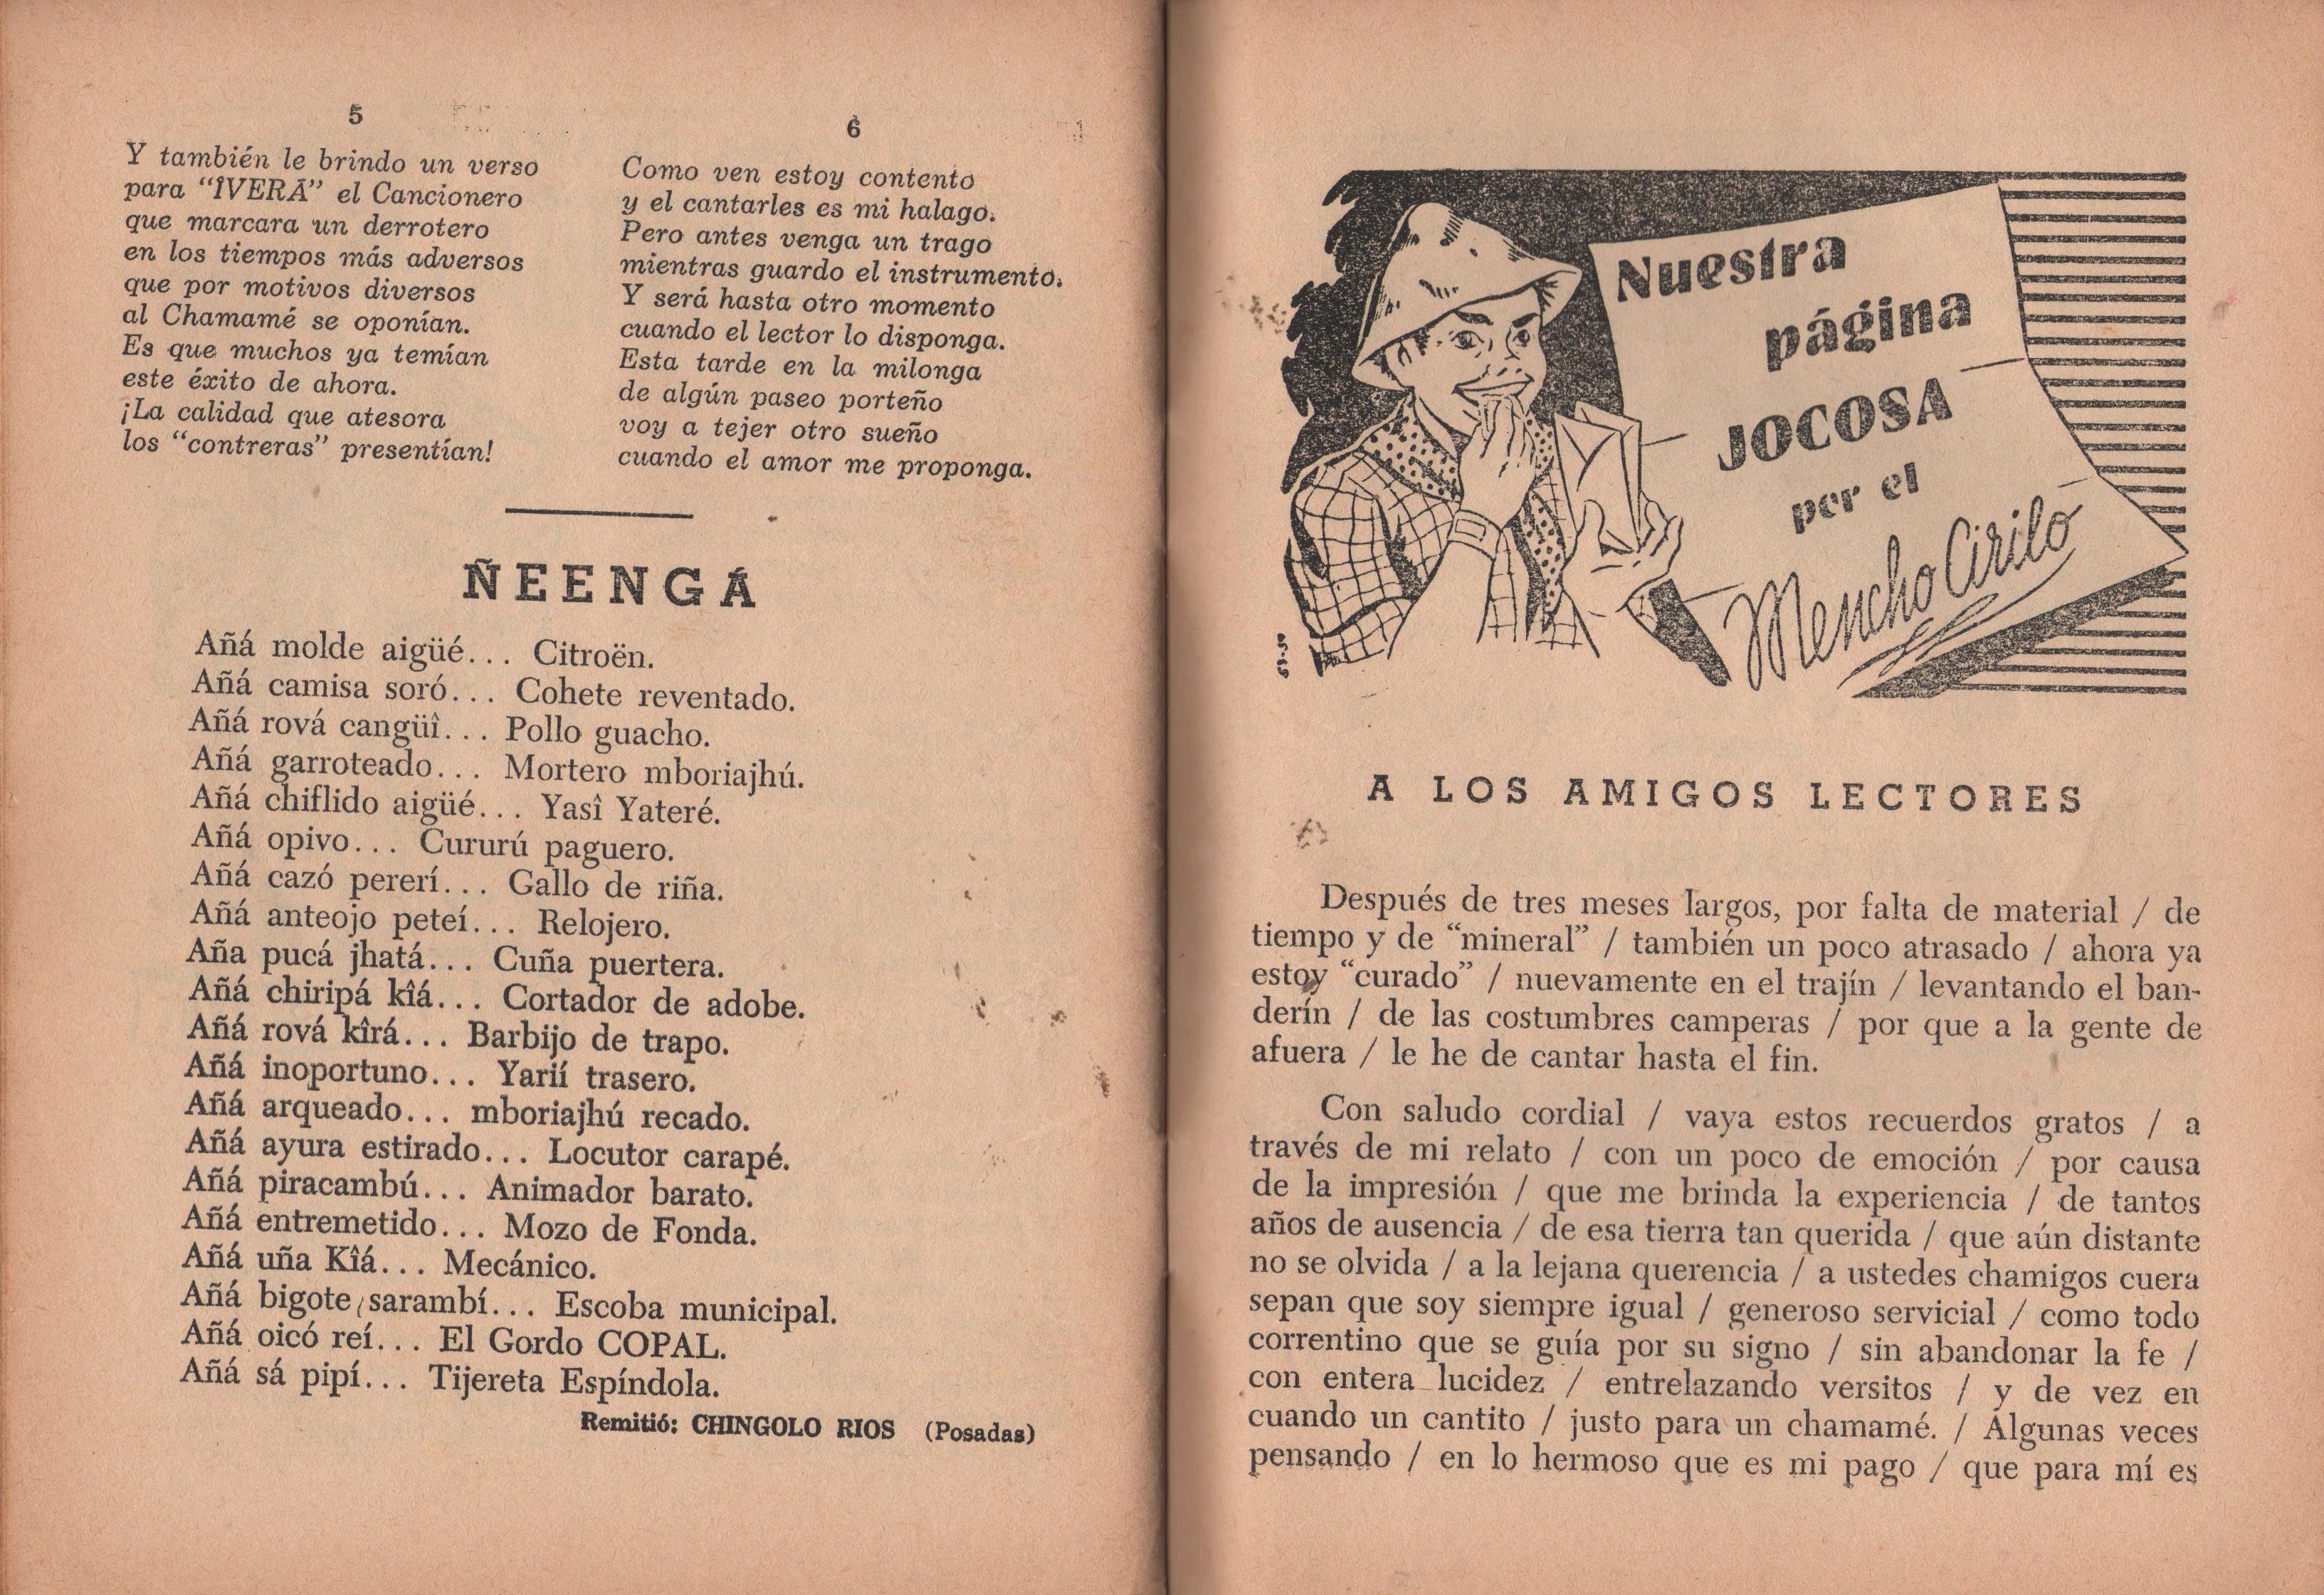 5
Y también le brindo un verso
para “ÎVERÁ” el Cancionero
que marcara un derrotero
en los tiempos más adversos
que por motivos diversos
al Chamamé se oponían.
Es que muchos ya temían
este éxito de ahora.
¡La calidad que atesora
los “contreras” presentían!
6
Como ven estoy contento
y el cantarles es mi halago.
Pero antes venga un trago
mientras guardo el instrumento.
Y será hasta otro momento
cuando el lector lo disponga.
Esta tarde en la milonga
de algún paseo porteño
voy a tejer otro sueño
cuando el amor me proponga.
ÑEENGÁ
Añá molde aigüé... Citroën.
Añá camisa soró... Cohete reventado.
Añá rová cangüî... Pollo guacho.
Añá garroteado... Mortero mboriajhú.
Añá chiflido aigüé... Yasî Yateré.
Añá opivo... Cururú paguero.
Añá cazó pererí... Gallo de riña.
Añá anteojo peteí... Relojero.
Aña pucá jhatá... Cuña puertera.
Añá chiripá kîá... Cortador de adobe.
Añá rová kîrá... Barbijo de trapo.
Añá inoportuno... Yarií trasero.
Añá arqueado... mboriajhú recado.
Añá ayura estirado... Locutor carapé.
Añá piracambú... Animador barato.
Añá entremetido... Mozo de Fonda.
Añá uña Kîá... Mecánico.
Añá bigote sarambí... Escoba municipal.
Añá oicó reí... El Gordo COPAL.
Añá sá pipí... Tijereta Espíndola.
Remitió: CHINGOLO RIOS (Posadas)
Nuestra
página
JOCOSA
por el
Mencho Cirilo
A LOS AMIGOS LECTORES
Después de tres meses largos, por falta de material / de
tiempo y de “mineral” / también un poco atrasado / ahora ya
estoy “curado” / nuevamente en el trajín / levantando el ban-
derín / de las costumbres camperas / por que a la gente de
afuera / le he de cantar hasta el fin.
Con saludo cordial / vaya estos recuerdos gratos / a
través de mi relato / con un poco de emoción / por causa
de la impresión / que me brinda la experiencia / de tantos
años de ausencia / de esa tierra tan querida / que aún distante
no se olvida / a la lejana querencia / a ustedes chamigos cuera
sepan que soy siempre igual / generoso servicial / como todo
correntino que se guía por su signo / sin abandonar la fe /
con entera lucidez / entrelazando versitos / y de vez en
cuando un cantito / justo para un chamamé. / Algunas veces
pensando / en lo hermoso que es mi pago / que para mí es